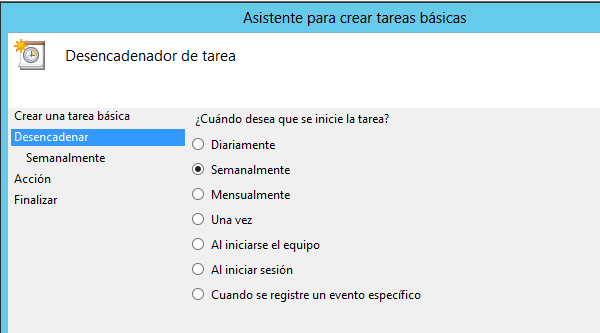 Asistente para crear tareas básicas
Desencadenador de tarea
Crear una tarea básica
Desencadenar
Semanalmente
Acción
Finalizar
¿Cuándo desea que se inicie la tarea?
Diariamente
Semanalmente
Mensualmente
Una vez
Al iniciarse el equipo
Al iniciar sesión
Cuando se registre un evento específico